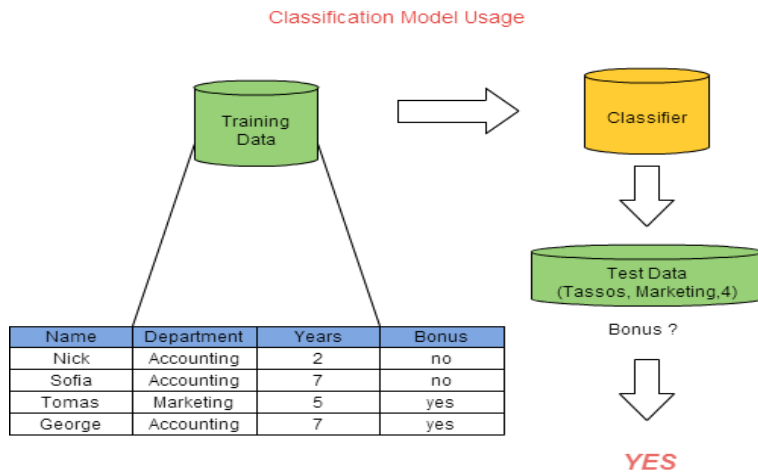 Classification Model Usage
Training
Data
Classifier
Test Data
(Tassos, Marketing,4)
Bonus ?
Name Department Years Bonus
Nick Accounting 2 no
Sofia Accounting 7 no
Tomas Marketing 5 yes
George Accounting 7 yes
YES